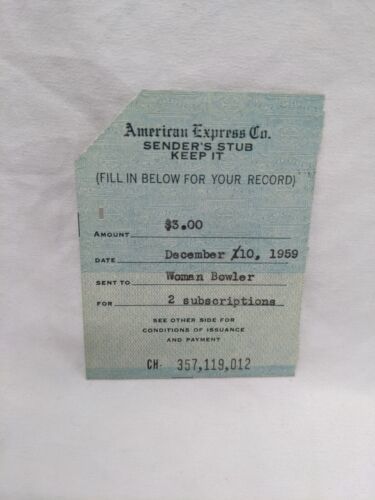 American Express Co.
SENDER'S STUB
KEEP IT
(FILL IN BELOW FOR YOUR RECORD)
AMOUNT $3.00
DATE December 10, 1959
SENT TO Woman Bowler
FOR 2 subscriptions
SEE OTHER SIDE FOR
CONDITIONS OF ISSUANCE
AND PAYMENT
CH- 357,119,012